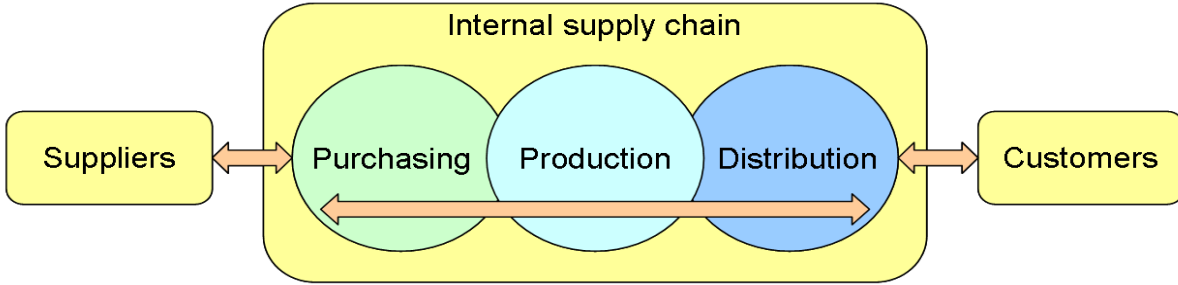 Internal supply chain
Suppliers
Purchasing
Production
Distribution
Customers